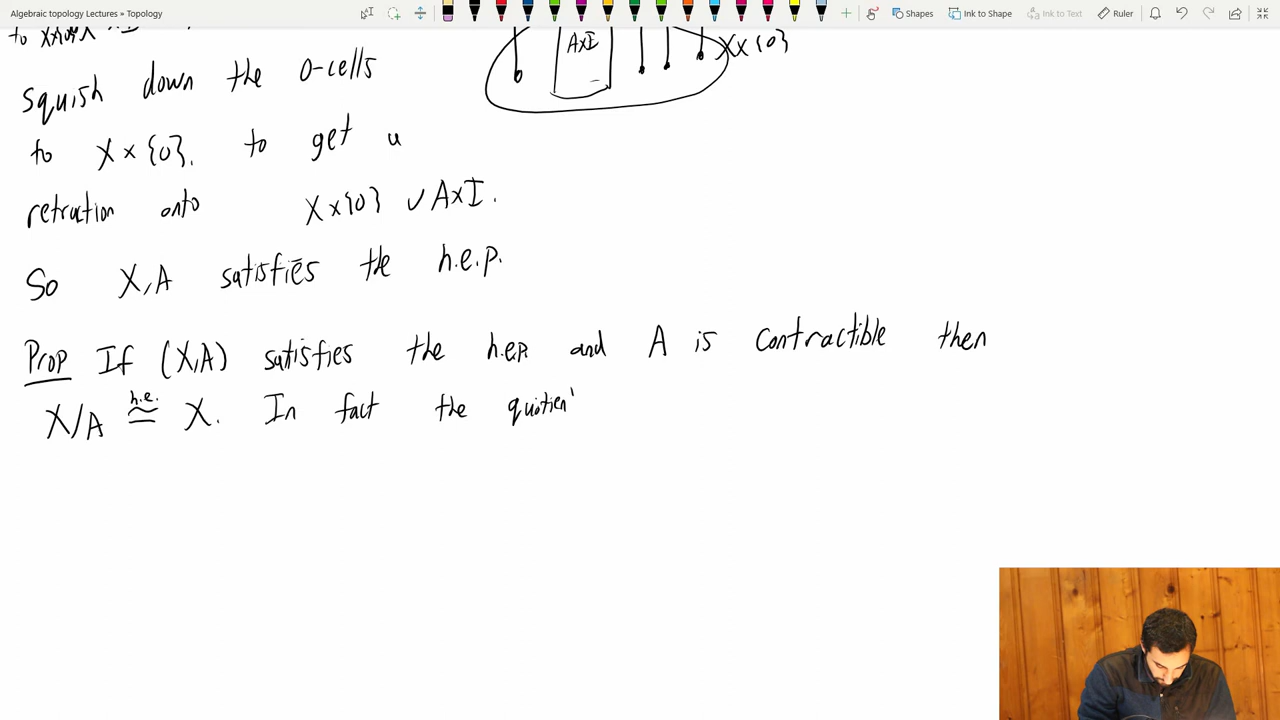 Algebraic topology Lectures » Topology
Shapes Ink to Shape Ink to Text Ruler
to
A×I
X×{0}
squish down the 0-cells
to X×{0}. to get a
retraction onto X×{0} ∪ A×I.
So X,A satisfies the h.e.p.
Prop If (X,A) satisfies the h.e.p. and A is contractible then
X/A ≅ʰ·ᵉ· X. In fact the quotien